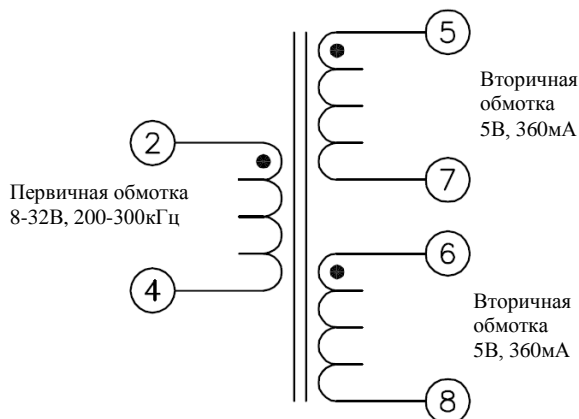 5
Вторичная
обмотка
5В, 360мА
2
7
Первичная обмотка
8-32В, 200-300кГц
6
4
Вторичная
обмотка
5В, 360мА
8